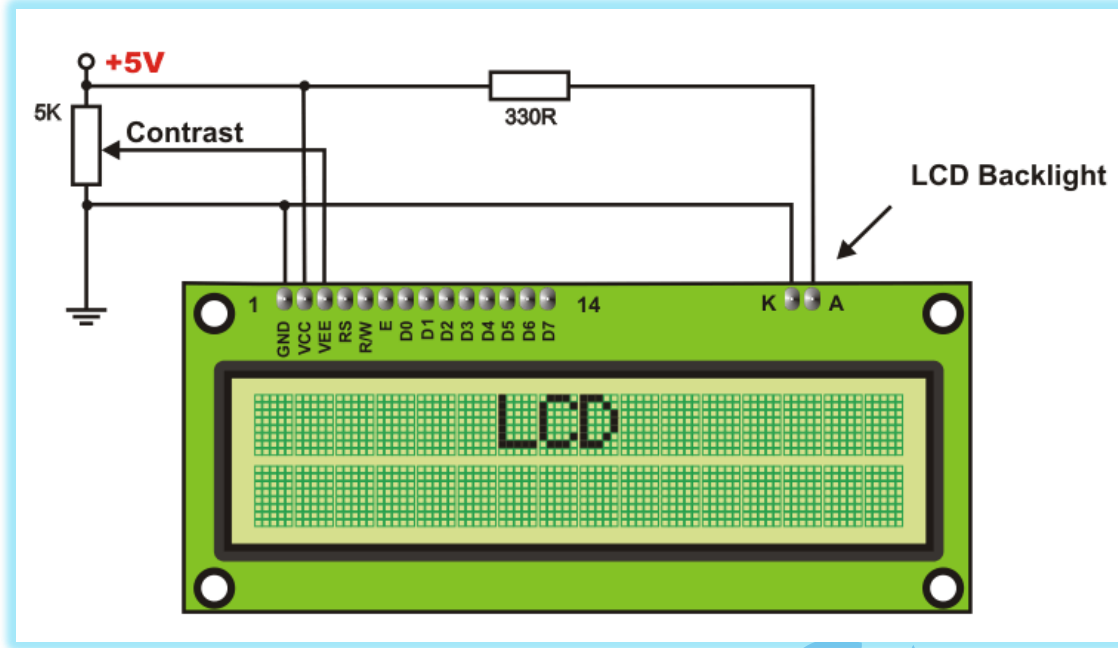 +5V
5K
Contrast
330R
LCD Backlight
1
14
K
A
GND
VCC
VEE
RS
R/W
E
D0
D1
D2
D3
D4
D5
D6
D7
LCD